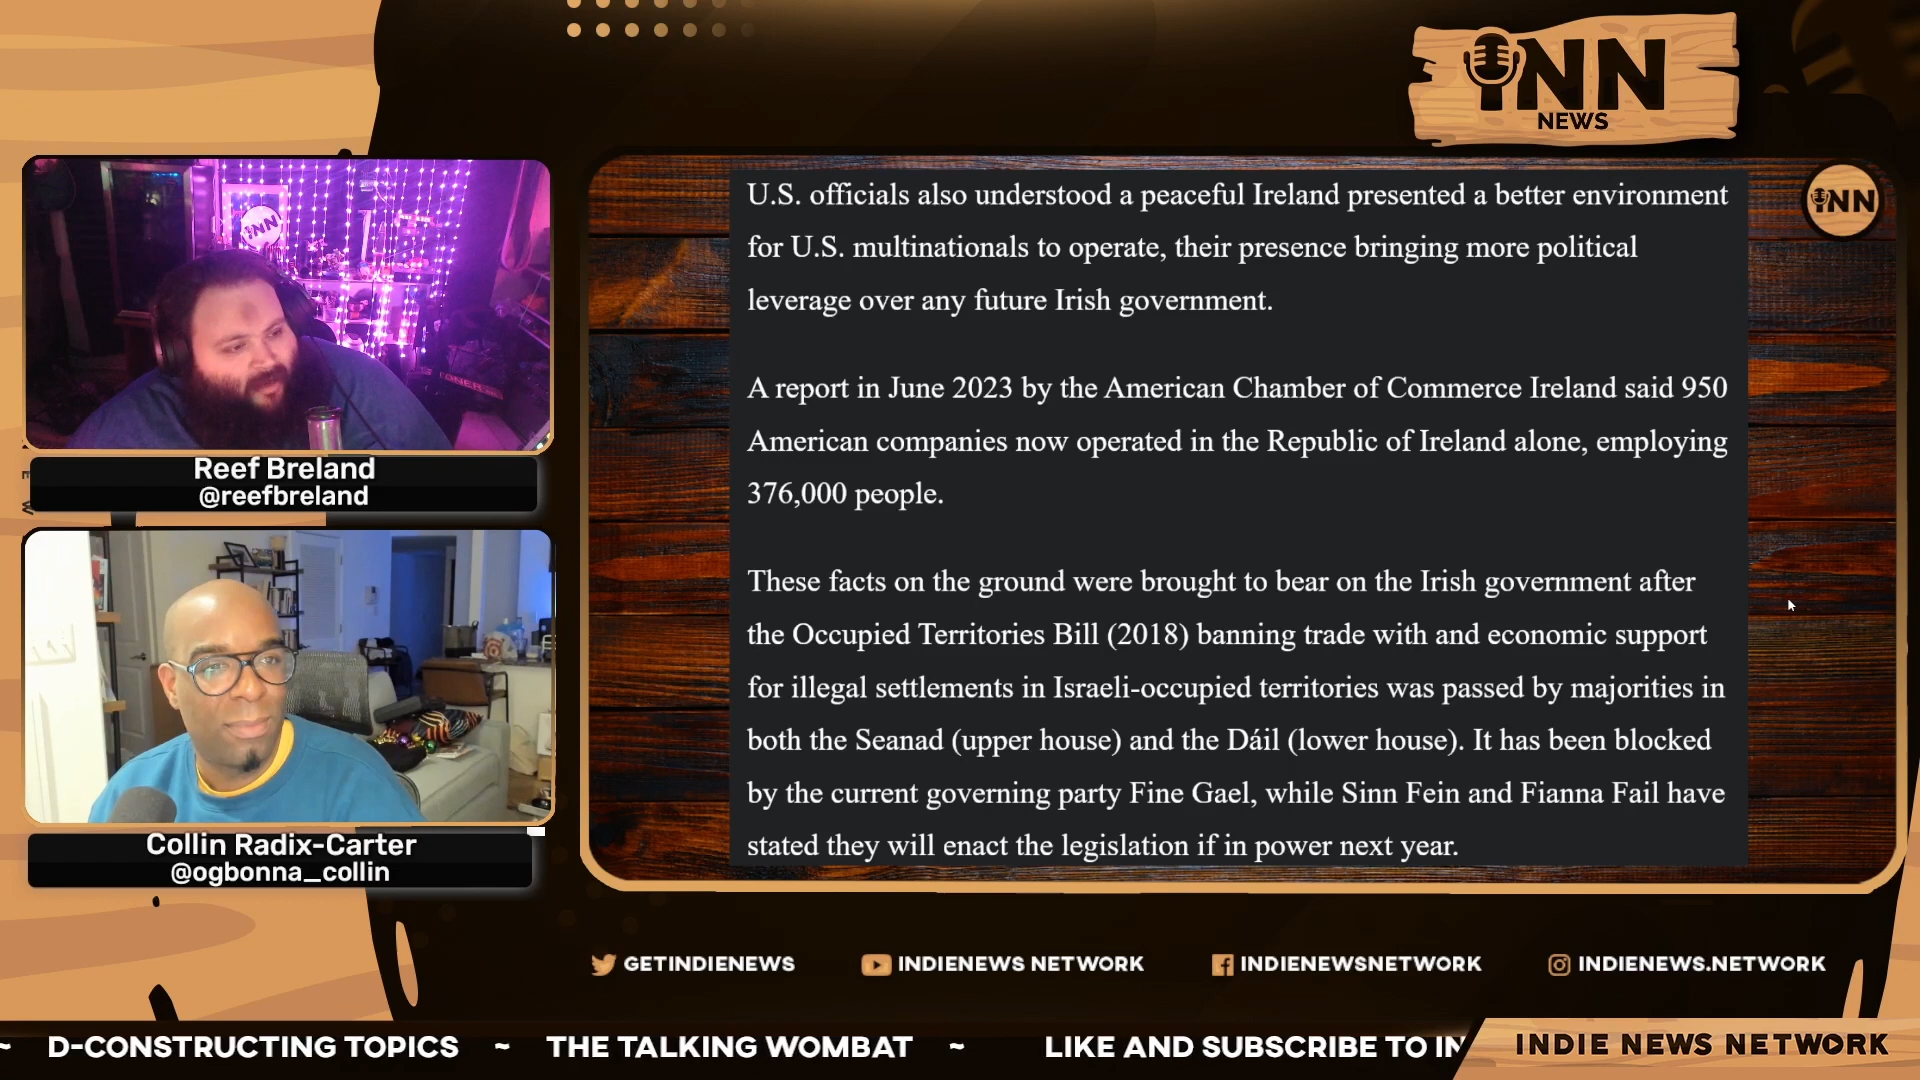 iNN
NEWS
iNN
iNN
U.S. officials also understood a peaceful Ireland presented a better environment
for U.S. multinationals to operate, their presence bringing more political
leverage over any future Irish government.
A report in June 2023 by the American Chamber of Commerce Ireland said 950
American companies now operated in the Republic of Ireland alone, employing
376,000 people.
These facts on the ground were brought to bear on the Irish government after
the Occupied Territories Bill (2018) banning trade with and economic support
for illegal settlements in Israeli-occupied territories was passed by majorities in
both the Seanad (upper house) and the Dáil (lower house). It has been blocked
by the current governing party Fine Gael, while Sinn Fein and Fianna Fail have
stated they will enact the legislation if in power next year.
Reef Breland
@reefbreland
Collin Radix-Carter
@ogbonna_collin
GETINDIENEWS
INDIENEWS NETWORK
INDIENEWSNETWORK
INDIENEWS.NETWORK
~ D-CONSTRUCTING TOPICS ~ THE TALKING WOMBAT ~ LIKE AND SUBSCRIBE TO IN
INDIE NEWS NETWORK